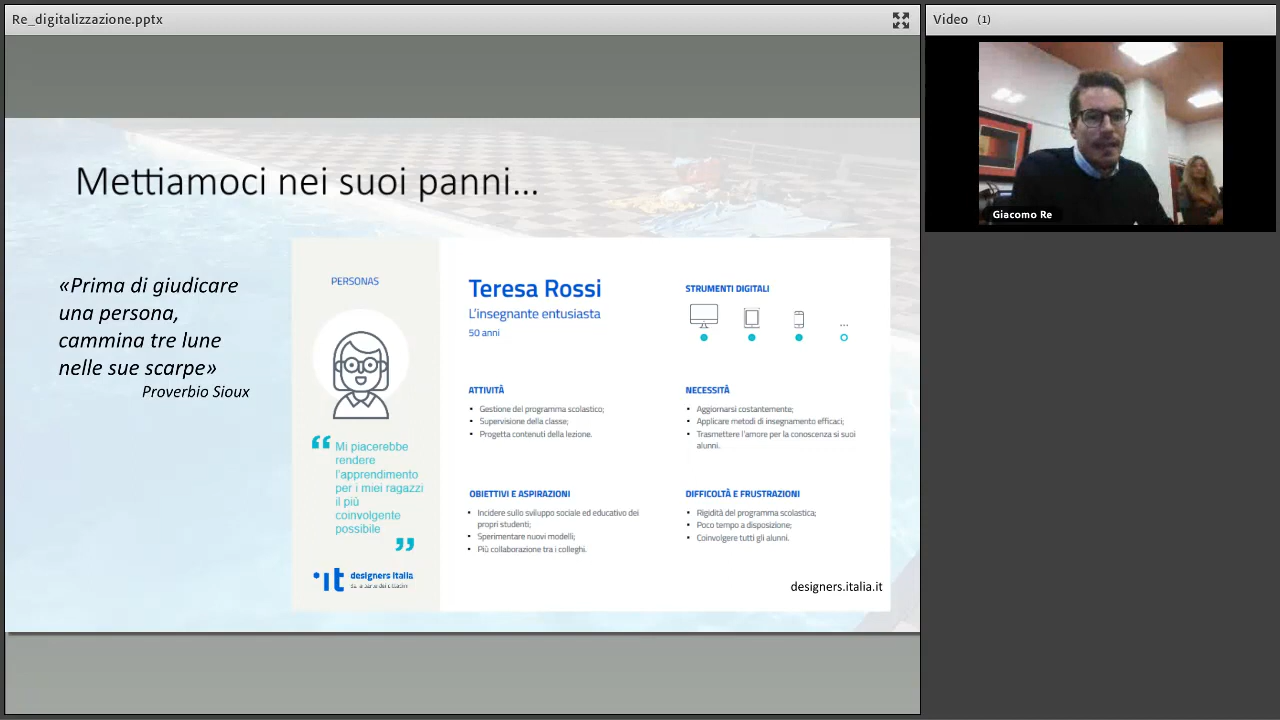 Re_digitalizzazione.pptx
Video (1)
Giacomo Re
Mettiamoci nei suoi panni...
«Prima di giudicare
una persona,
cammina tre lune
nelle sue scarpe»
Proverbio Sioux
PERSONAS
“ Mi piacerebbe
rendere
l'apprendimento
per i miei ragazzi
il più
coinvolgente
possibile
”
.it designers italia
Teresa Rossi
L'insegnante entusiasta
50 anni
STRUMENTI DIGITALI
...
ATTIVITÀ
• Gestione del programma scolastico;
• Supervisione della classe;
• Progetta contenuti della lezione.
NECESSITÀ
• Aggiornarsi costantemente;
• Applicare metodi di insegnamento efficaci;
• Trasmettere l'amore per la conoscenza si suoi
alunni.
OBIETTIVI E ASPIRAZIONI
• Incidere sullo sviluppo sociale ed educativo dei
propri studenti;
• Sperimentare nuovi modelli;
• Più collaborazione tra i colleghi.
DIFFICOLTÀ E FRUSTRAZIONI
• Rigidità del programma scolastica;
• Poco tempo a disposizione;
• Coinvolgere tutti gli alunni.
designers.italia.it